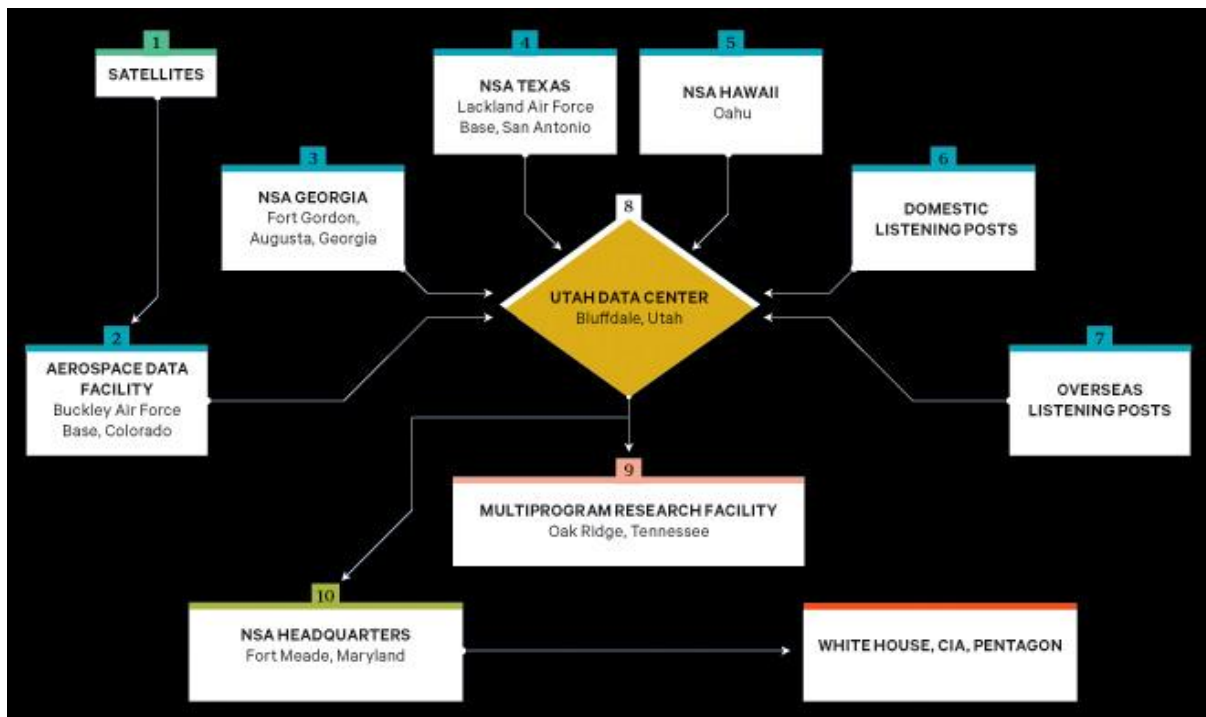 1
SATELLITES
4
NSA TEXAS
Lackland Air Force
Base, San Antonio
5
NSA HAWAII
Oahu
3
NSA GEORGIA
Fort Gordon,
Augusta, Georgia
6
DOMESTIC
LISTENING POSTS
8
UTAH DATA CENTER
Bluffdale, Utah
2
AEROSPACE DATA
FACILITY
Buckley Air Force
Base, Colorado
7
OVERSEAS
LISTENING POSTS
9
MULTIPROGRAM RESEARCH FACILITY
Oak Ridge, Tennessee
10
NSA HEADQUARTERS
Fort Meade, Maryland
WHITE HOUSE, CIA, PENTAGON